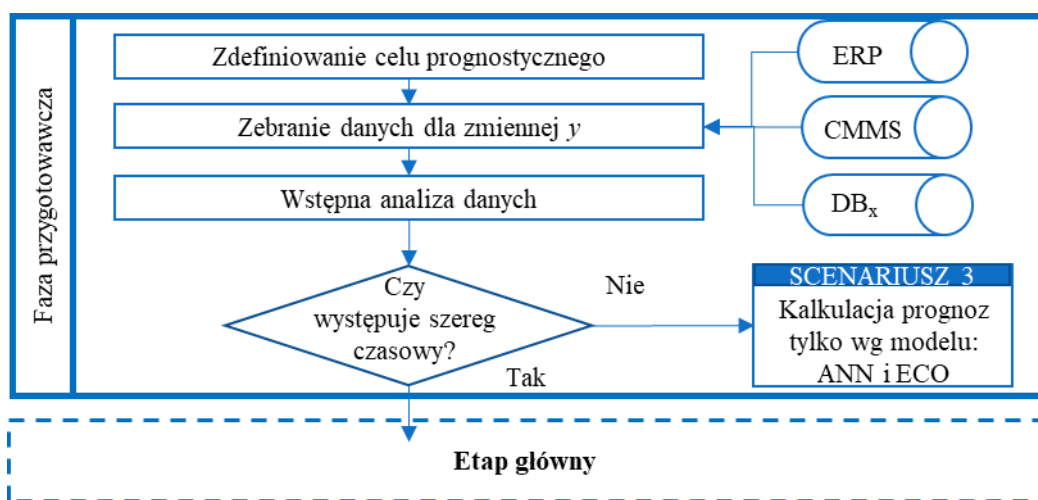 Faza przygotowawcza
Zdefiniowanie celu prognostycznego
Zebranie danych dla zmiennej y
Wstępna analiza danych
ERP
CMMS
DBx
Czy
występuje szereg
czasowy?
Nie
Tak
SCENARIUSZ 3
Kalkulacja prognoz
tylko wg modelu:
ANN i ECO
Etap główny